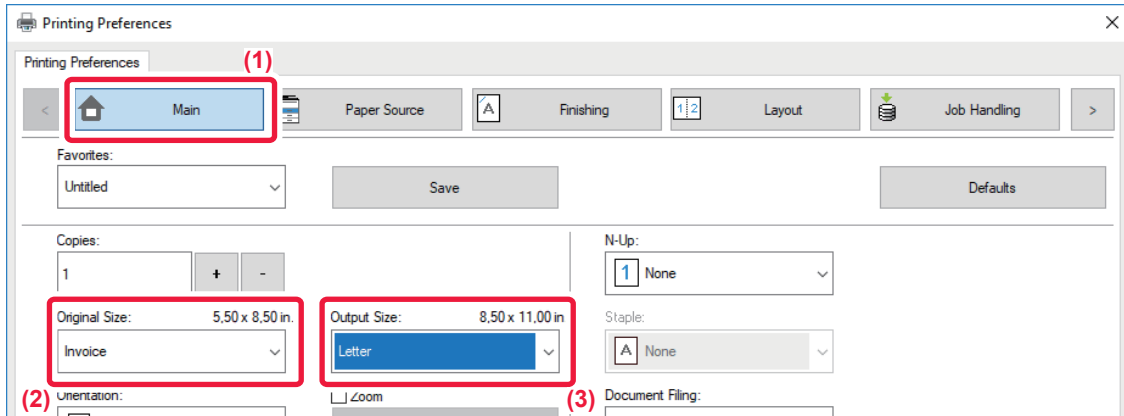 Printing Preferences
Printing Preferences
(1)
<
Main
Paper Source
A
Finishing
1 2
Layout
Job Handling
>
Favorites:
Untitled
Save
Defaults
Copies:
1
+
-
N-Up:
1
None
Original Size: 5,50 x 8,50 in.
Invoice
Output Size: 8,50 x 11,00 in
Letter
Staple:
A
None
(2)
Orientation:
Zoom
(3)
Document Filing: